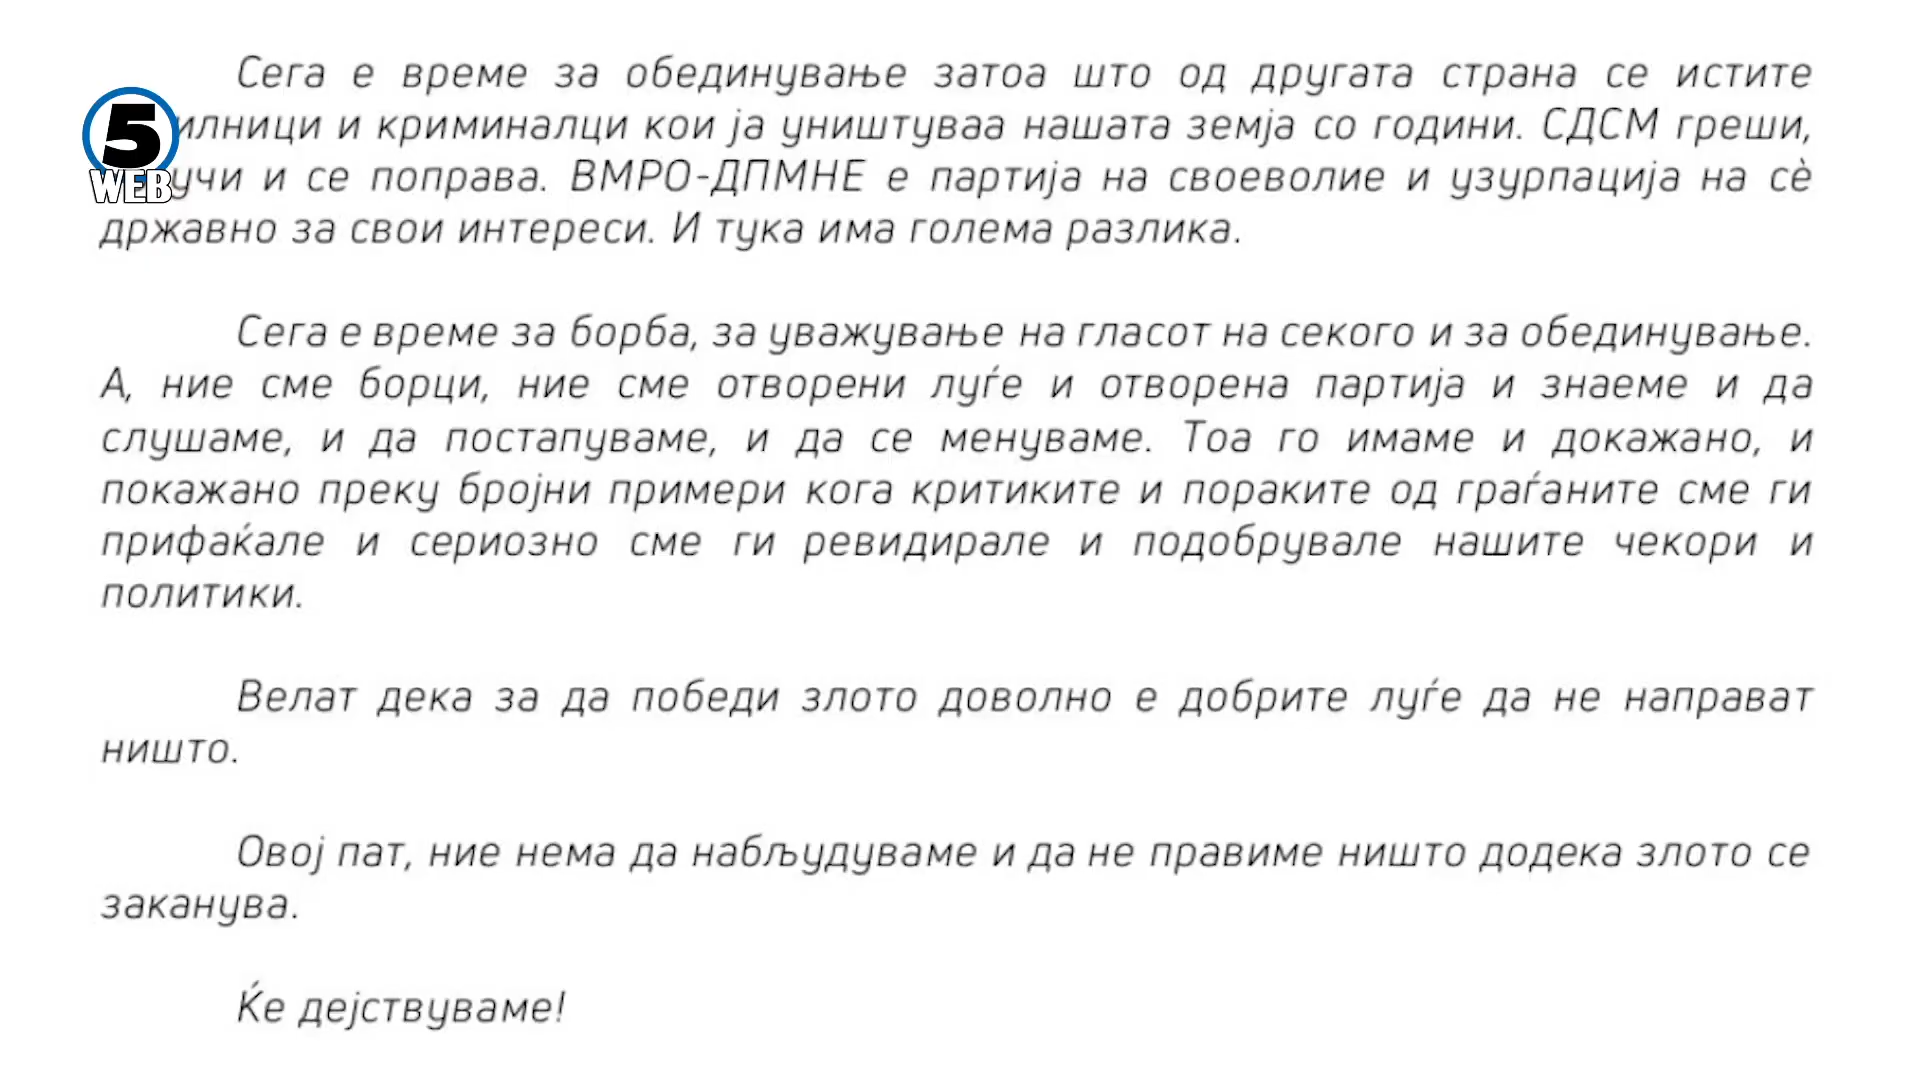 Сега е време за обединување затоа што од другата страна се истите
и криминалци кои ја уништуваа нашата земја со години. СДСМ греши,
и се поправа. ВМРО-ДПМНЕ е партија на своеволие и узурпација на сѐ
државно за свои интереси. И тука има голема разлика.
5
WEB
Сега е време за борба, за уважување на гласот на секого и за обединување.
А, ние сме борци, ние сме отворени луѓе и отворена партија и знаеме и да
слушаме, и да постапуваме, и да се менуваме. Тоа го имаме и докажано, и
покажано преку бројни примери кога критиките и пораките од граѓаните сме ги
прифаќале и сериозно сме ги ревидирале и подобрувале нашите чекори и
политики.
Велат дека за да победи злото доволно е добрите луѓе да не направат
ништо.
Овој пат, ние нема да набљудуваме и да не правиме ништо додека злото се
заканува.
Ќе дејствуваме!